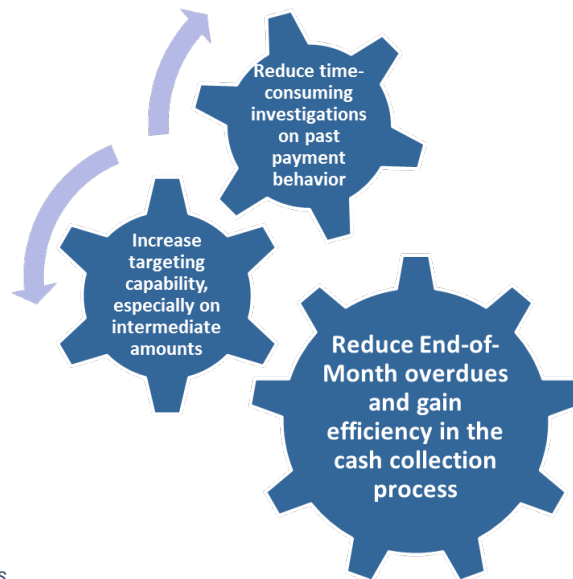 Reduce time-
consuming
investigations
on past
payment
behavior
Increase
targeting
capability,
especially on
intermediate
amounts
Reduce End-of-
Month overdues
and gain
efficiency in the
cash collection
process
s